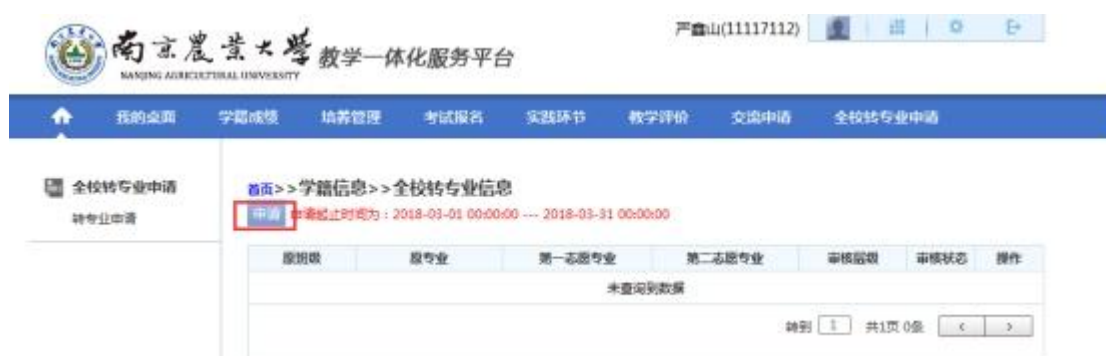 严鑫山(11117112)
南京農業大學 教学一体化服务平台
NANJING AGRICULTURAL UNIVERSITY
我的桌面 学籍成绩 培养管理 考试报名 实践环节 教学评价 交流申请 全校转专业申请
全校转专业申请
转专业申请
首页>>学籍信息>>全校转专业信息
申请 申请起止时间为：2018-03-01 00:00:00 --- 2018-03-31 00:00:00
原班级 原专业 第一志愿专业 第二志愿专业 审核层级 审核状态 操作
未查询到数据
转到 1 共1页 0条 < >